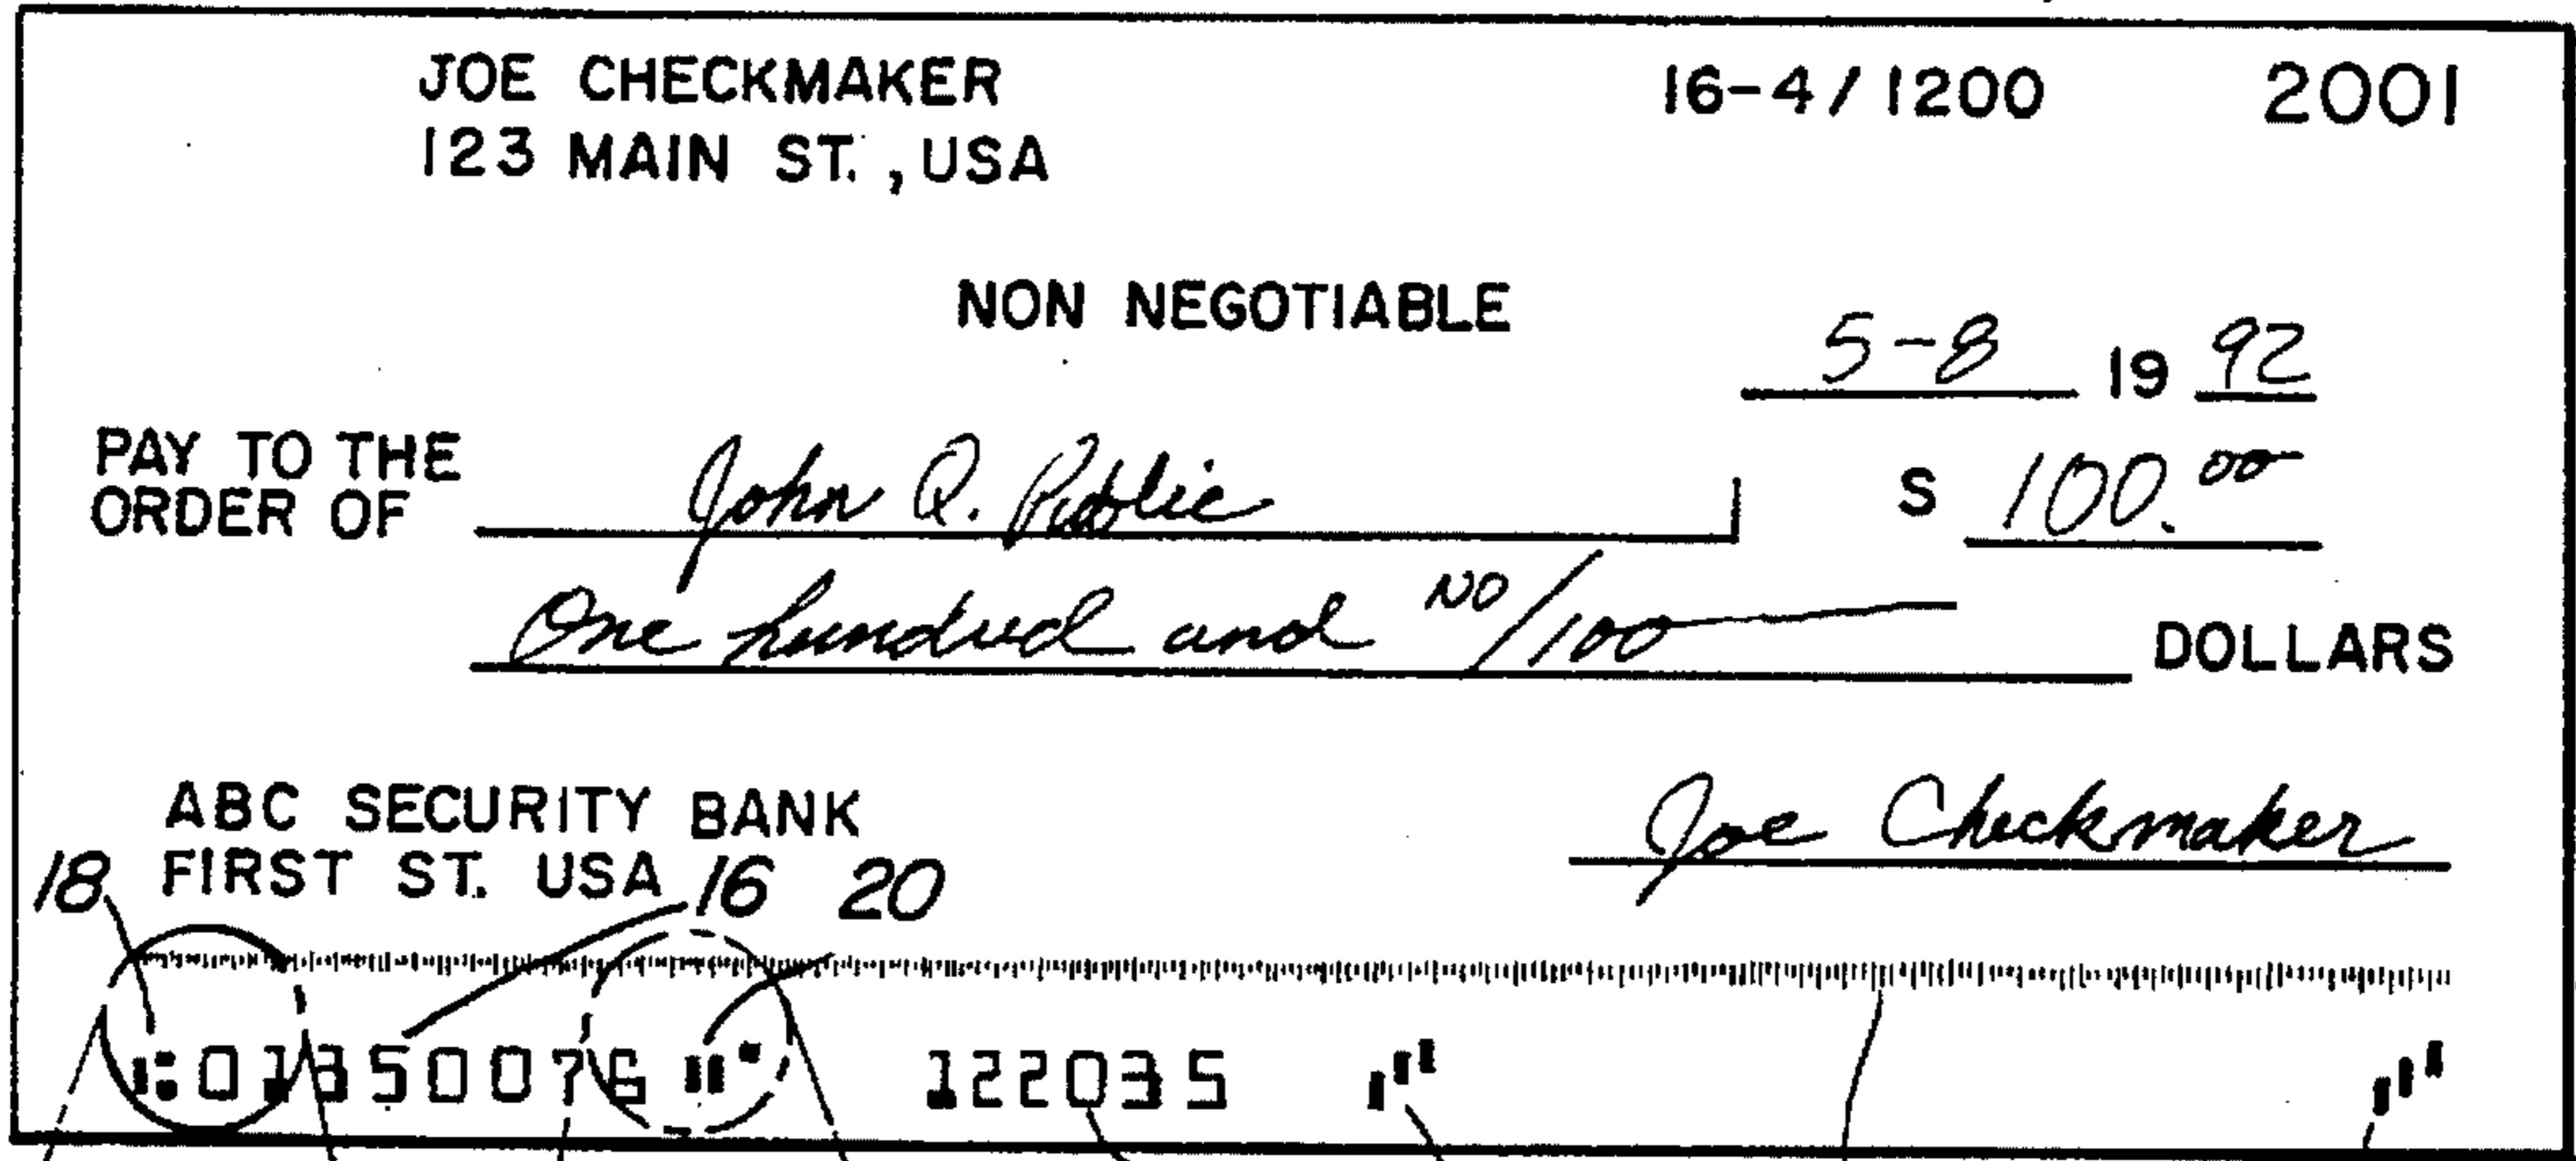 JOE CHECKMAKER 16-4/1200 2001
123 MAIN ST., USA
NON NEGOTIABLE
5-8 19 92
PAY TO THE
ORDER OF John Q. Public S 100.00
One hundred and NO/100 DOLLARS
ABC SECURITY BANK
FIRST ST. USA Joe Checkmaker
18 16 20
⑆01350076⑈ 122035 ⑈ ⑈